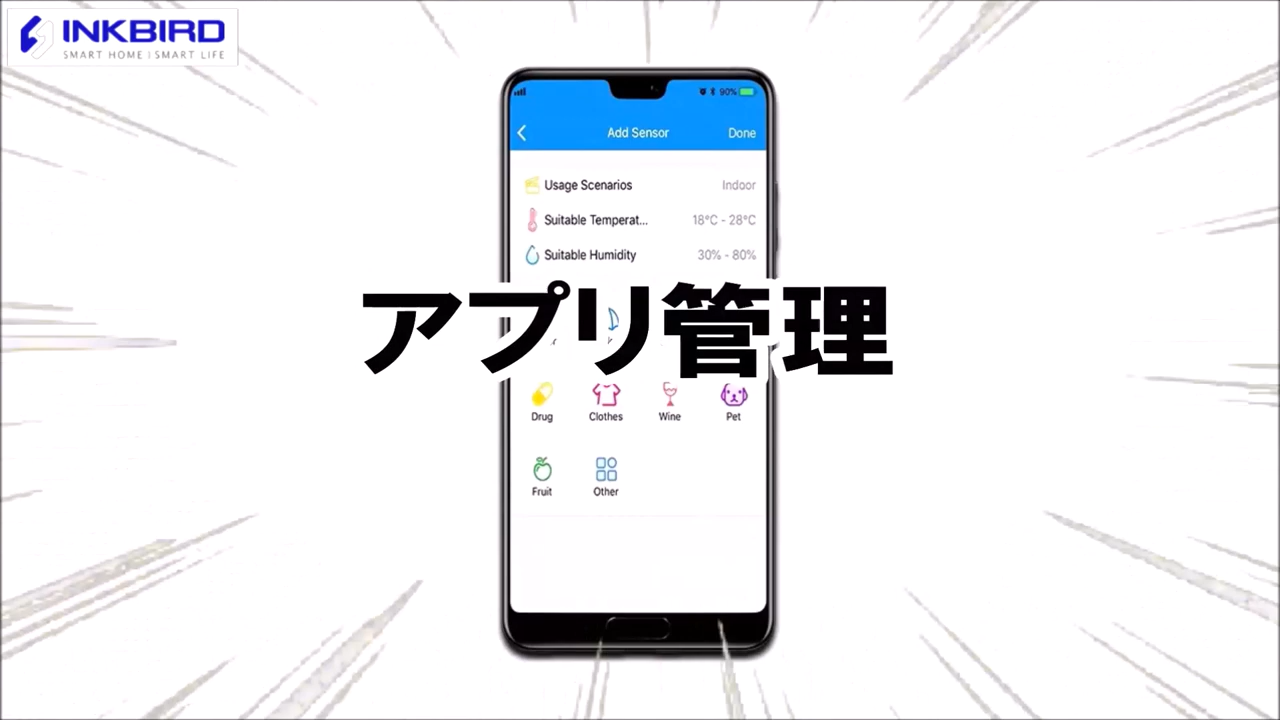 INKBIRD
SMART HOME | SMART LIFE
90%
Add Sensor
Done
Usage Scenarios
Indoor
Suitable Temperat...
18°C - 28°C
Suitable Humidity
30% - 80%
アプリ管理
Drug
Clothes
Wine
Pet
Fruit
Other